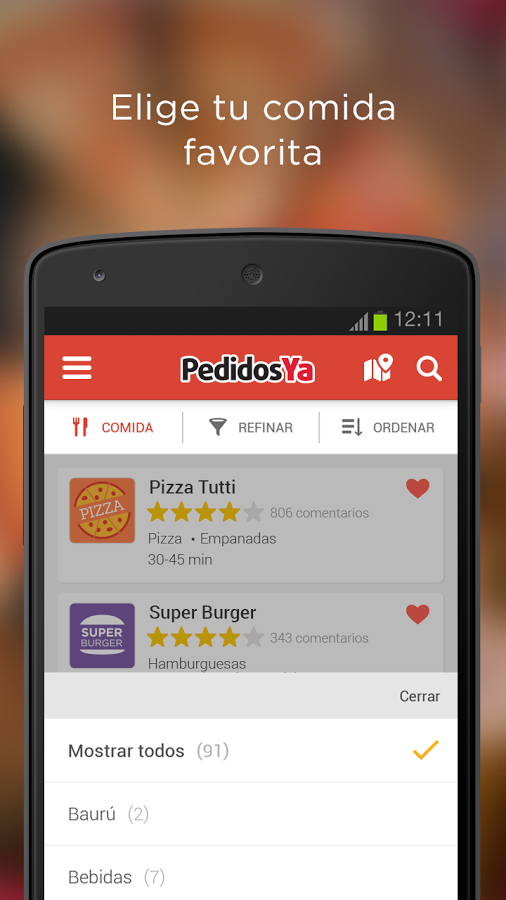 Elige tu comida
favorita
12:11
PedidosYa
COMIDA
REFINAR
ORDENAR
PIZZA
Pizza Tutti
806 comentarios
Pizza • Empanadas
30-45 min
SUPER
BURGER
Super Burger
343 comentarios
Hamburguesas
Cerrar
Mostrar todos (91)
Baurú (2)
Bebidas (7)